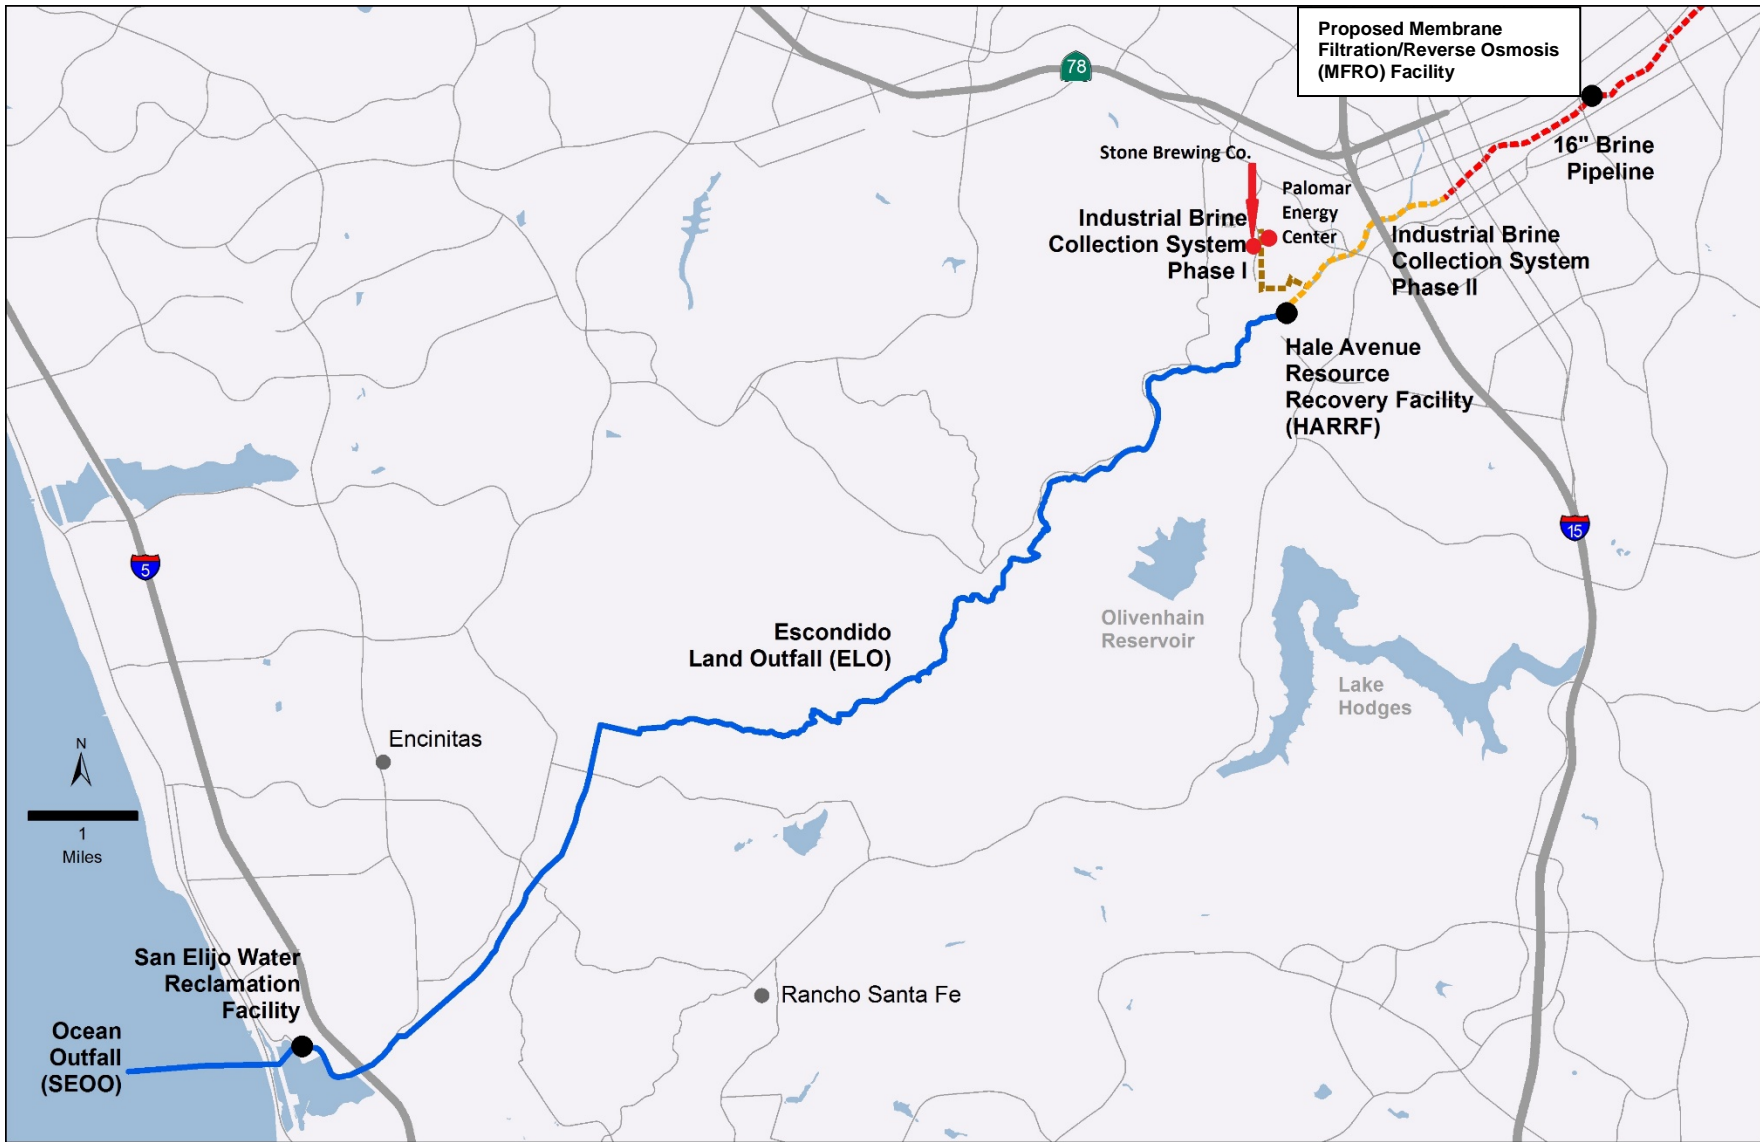 Proposed Membrane
Filtration/Reverse Osmosis
(MFRO) Facility
78
16" Brine
Pipeline
Stone Brewing Co.
Palomar
Energy
Center
Industrial Brine
Collection System
Phase I
Industrial Brine
Collection System
Phase II
Hale Avenue
Resource
Recovery Facility
(HARRF)
15
5
Olivenhain
Reservoir
Escondido
Land Outfall (ELO)
Lake
Hodges
Encinitas
N
1
Miles
San Elijo Water
Reclamation
Facility
Rancho Santa Fe
Ocean
Outfall
(SEOO)